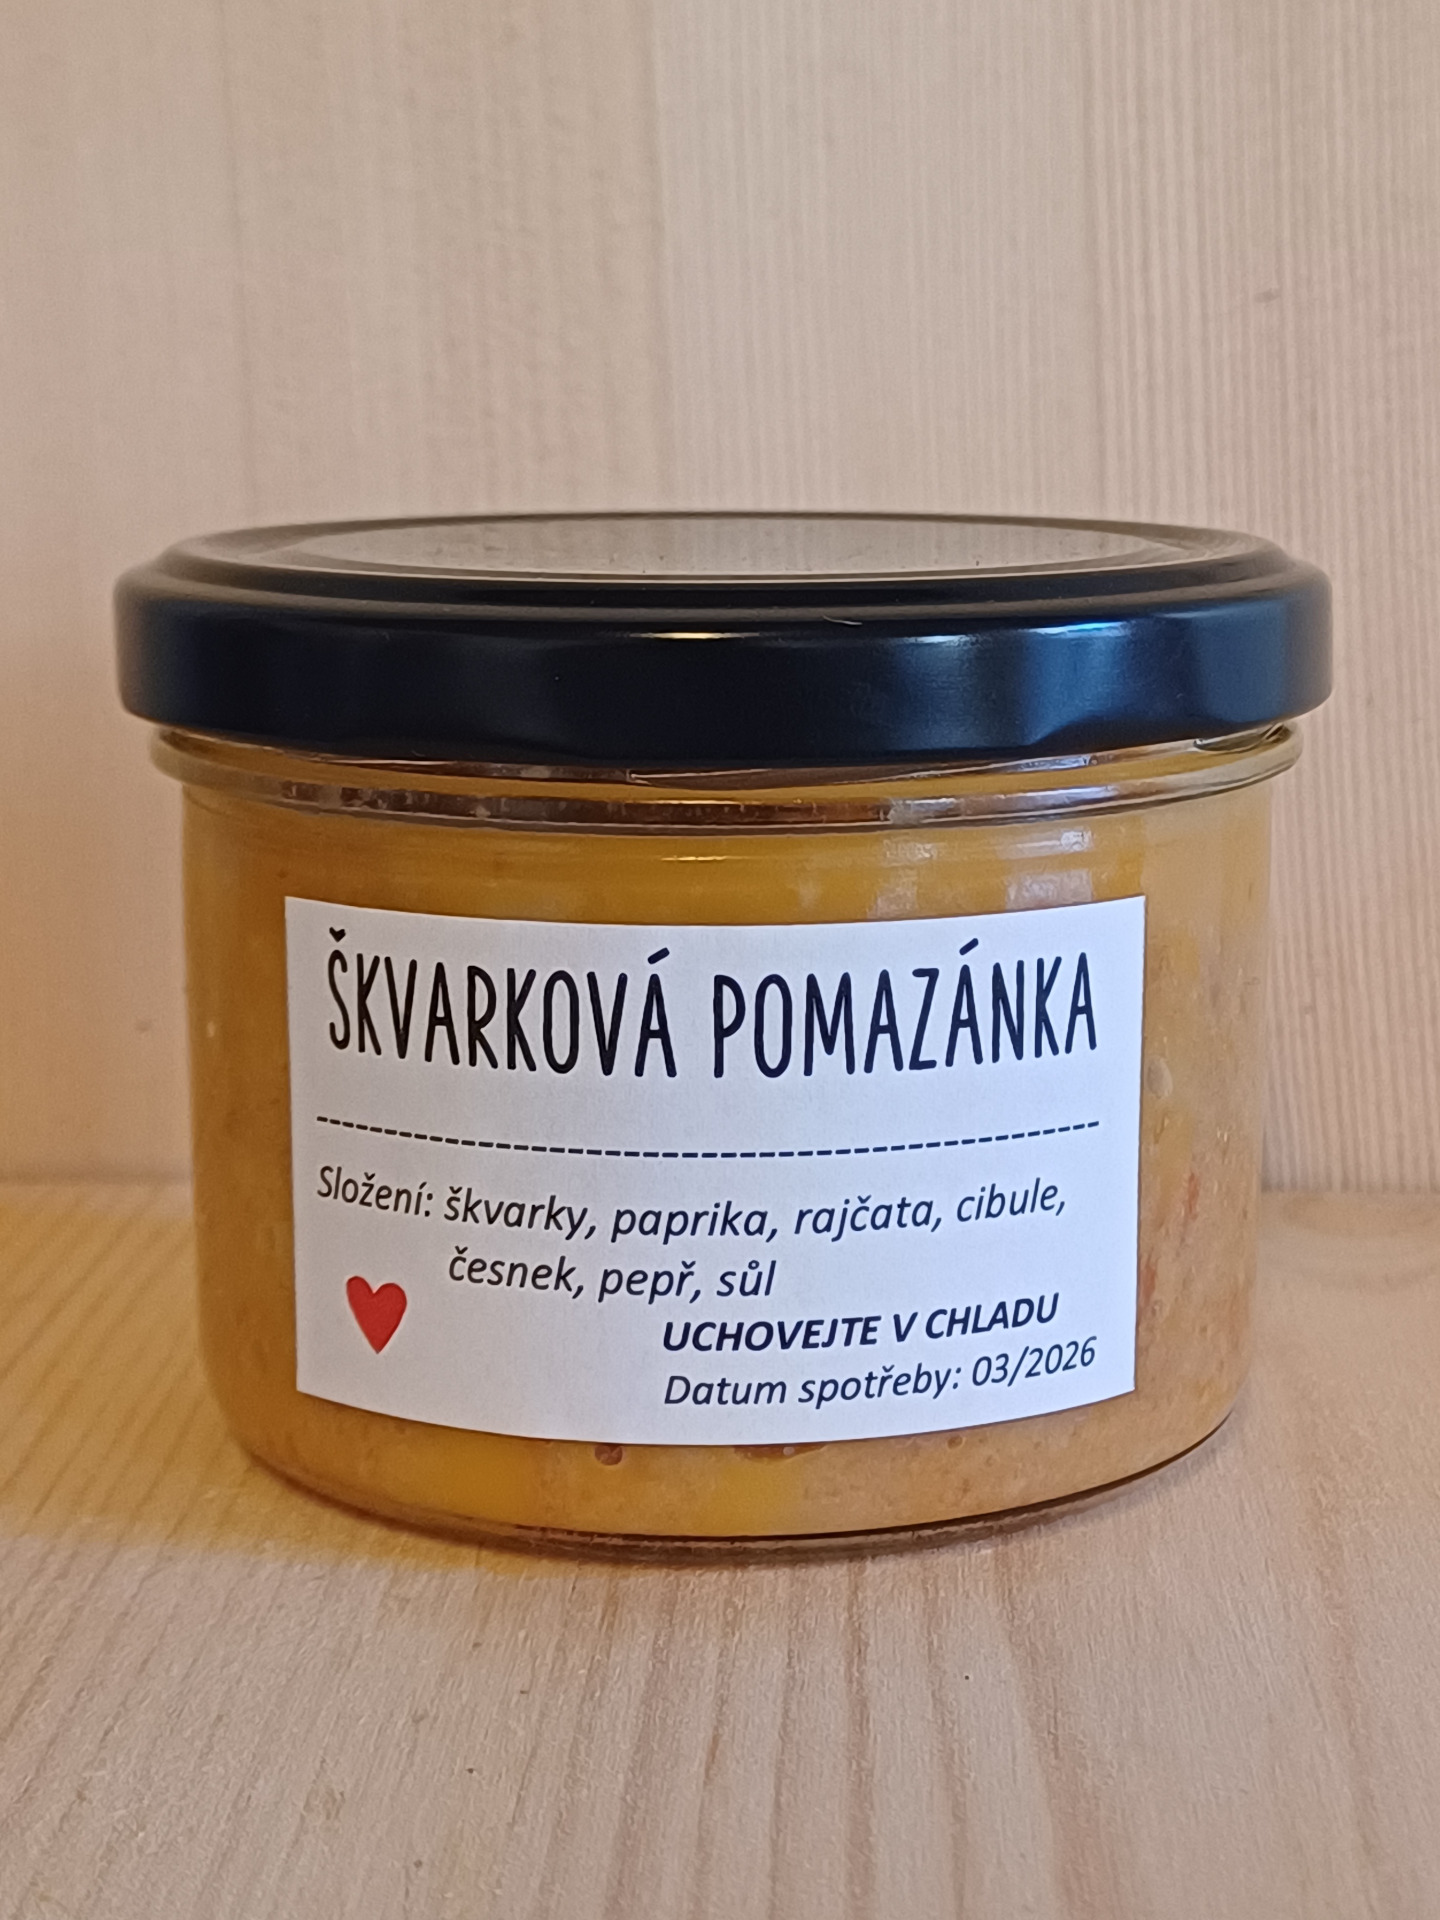 ŠKVARKOVÁ POMAZÁNKA
------------------------------------------------------------
Složení: škvarky, paprika, rajčata, cibule,
česnek, pepř, sůl
UCHOVEJTE V CHLADU
Datum spotřeby: 03/2026